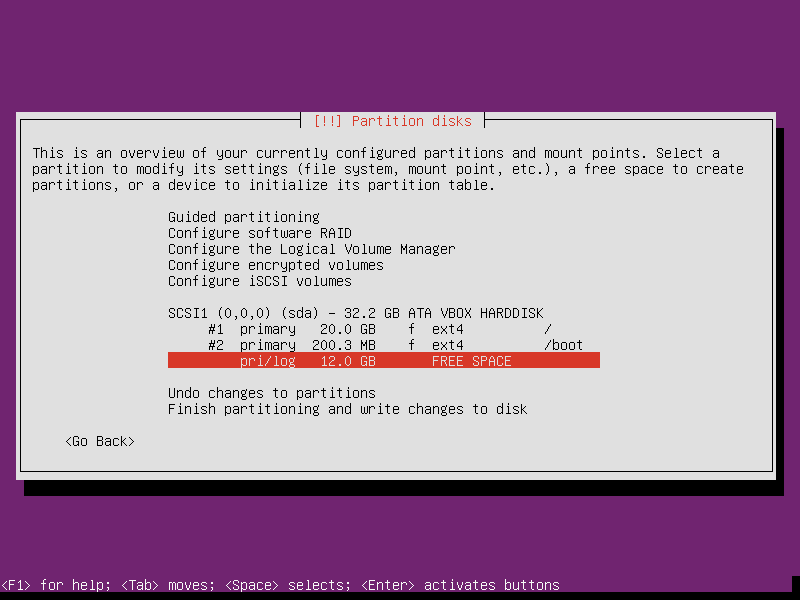 [!!] Partition disks
This is an overview of your currently configured partitions and mount points. Select a
partition to modify its settings (file system, mount point, etc.), a free space to create
partitions, or a device to initialize its partition table.
Guided partitioning
Configure software RAID
Configure the Logical Volume Manager
Configure encrypted volumes
Configure iSCSI volumes
SCSI1 (0,0,0) (sda) - 32.2 GB ATA VBOX HARDDISK
#1 primary 20.0 GB f ext4 /
#2 primary 200.3 MB f ext4 /boot
pri/log 12.0 GB FREE SPACE
Undo changes to partitions
Finish partitioning and write changes to disk
<Go Back>
<F1> for help; <Tab> moves; <Space> selects; <Enter> activates buttons